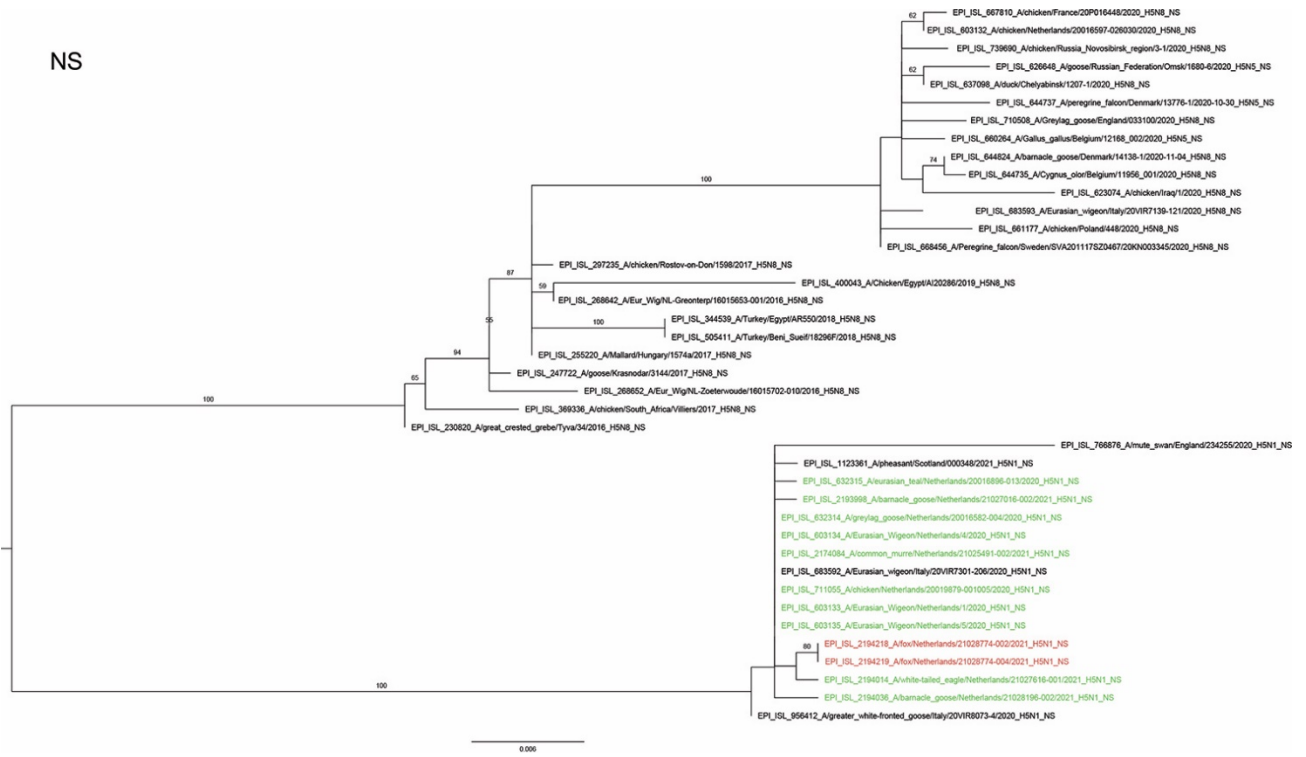 NS
62
EPI_ISL_667810_A/chicken/France/20P016448/2020_H5N8_NS
EPI_ISL_603132_A/chicken/Netherlands/20016597-026030/2020_H5N8_NS
EPI_ISL_739690_A/chicken/Russia_Novosibirsk_region/3-1/2020_H5N8_NS
62
EPI_ISL_626648_A/goose/Russian_Federation/Omsk/1680-6/2020_H5N5_NS
EPI_ISL_637098_A/duck/Chelyabinsk/1207-1/2020_H5N8_NS
EPI_ISL_644737_A/peregrine_falcon/Denmark/13776-1/2020-10-30_H5N5_NS
EPI_ISL_710508_A/Greylag_goose/England/033100/2020_H5N8_NS
EPI_ISL_660264_A/Gallus_gallus/Belgium/12168_002/2020_H5N5_NS
74
EPI_ISL_644824_A/barnacle_goose/Denmark/14138-1/2020-11-04_H5N8_NS
EPI_ISL_644735_A/Cygnus_olor/Belgium/11956_001/2020_H5N8_NS
100
EPI_ISL_623074_A/chicken/Iraq/1/2020_H5N8_NS
EPI_ISL_683593_A/Eurasian_wigeon/Italy/20VIR7139-121/2020_H5N8_NS
EPI_ISL_661177_A/chicken/Poland/448/2020_H5N8_NS
EPI_ISL_668456_A/Peregrine_falcon/Sweden/SVA201117SZ0467/20KN003345/2020_H5N8_NS
EPI_ISL_297235_A/chicken/Rostov-on-Don/1598/2017_H5N8_NS
87
EPI_ISL_400043_A/Chicken/Egypt/AI20286/2019_H5N8_NS
59
EPI_ISL_268642_A/Eur_Wig/NL-Greonterp/16015653-001/2016_H5N8_NS
55
100
EPI_ISL_344539_A/Turkey/Egypt/AR550/2018_H5N8_NS
EPI_ISL_505411_A/Turkey/Beni_Sueif/18296F/2018_H5N8_NS
94
EPI_ISL_255220_A/Mallard/Hungary/1574a/2017_H5N8_NS
EPI_ISL_247722_A/goose/Krasnodar/3144/2017_H5N8_NS
65
EPI_ISL_268652_A/Eur_Wig/NL-Zoeterwoude/16015702-010/2016_H5N8_NS
100
EPI_ISL_369336_A/chicken/South_Africa/Villiers/2017_H5N8_NS
EPI_ISL_230820_A/great_crested_grebe/Tyva/34/2016_H5N8_NS
EPI_ISL_766876_A/mute_swan/England/234255/2020_H5N1_NS
EPI_ISL_1123361_A/pheasant/Scotland/000348/2021_H5N1_NS
EPI_ISL_632315_A/eurasian_teal/Netherlands/20016896-013/2020_H5N1_NS
EPI_ISL_2193998_A/barnacle_goose/Netherlands/21027016-002/2021_H5N1_NS
EPI_ISL_632314_A/greylag_goose/Netherlands/20016582-004/2020_H5N1_NS
EPI_ISL_603134_A/Eurasian_Wigeon/Netherlands/4/2020_H5N1_NS
EPI_ISL_2174084_A/common_murre/Netherlands/21025491-002/2021_H5N1_NS
EPI_ISL_683592_A/Eurasian_wigeon/Italy/20VIR7301-206/2020_H5N1_NS
EPI_ISL_711055_A/chicken/Netherlands/20019879-001005/2020_H5N1_NS
EPI_ISL_603133_A/Eurasian_Wigeon/Netherlands/1/2020_H5N1_NS
EPI_ISL_603135_A/Eurasian_Wigeon/Netherlands/5/2020_H5N1_NS
80
EPI_ISL_2194218_A/fox/Netherlands/21028774-002/2021_H5N1_NS
EPI_ISL_2194219_A/fox/Netherlands/21028774-004/2021_H5N1_NS
EPI_ISL_2194014_A/white-tailed_eagle/Netherlands/21027616-001/2021_H5N1_NS
100
EPI_ISL_2194036_A/barnacle_goose/Netherlands/21028196-002/2021_H5N1_NS
EPI_ISL_956412_A/greater_white-fronted_goose/Italy/20VIR8073-4/2020_H5N1_NS
0.006